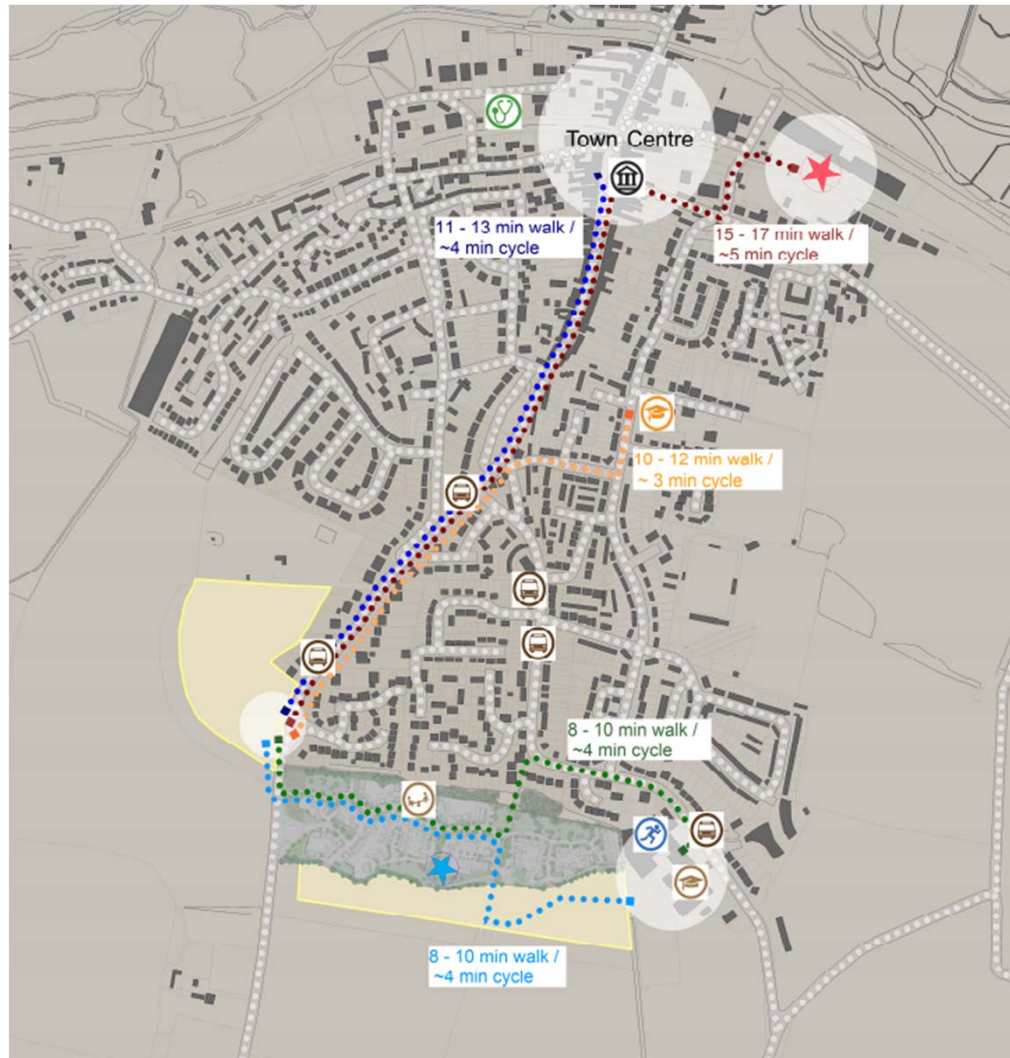 Town Centre
11 - 13 min walk /
~4 min cycle
15 - 17 min walk /
~5 min cycle
10 - 12 min walk /
~ 3 min cycle
8 - 10 min walk /
~4 min cycle
8 - 10 min walk /
~4 min cycle